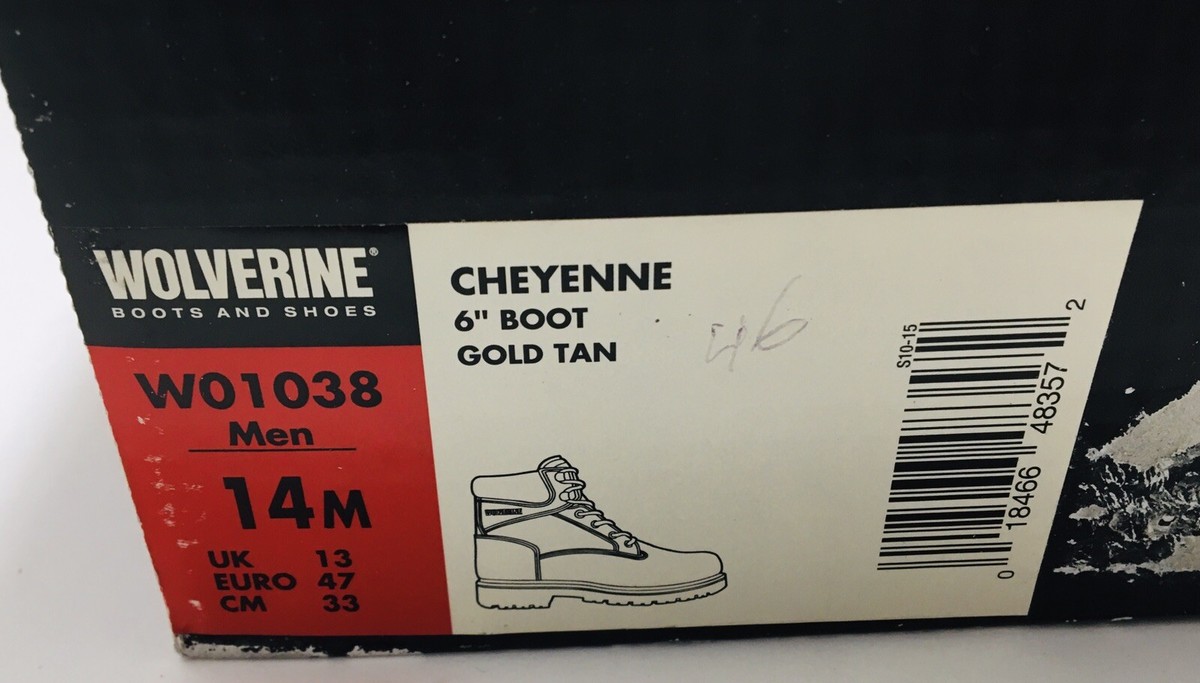 WOLVERINE®
BOOTS AND SHOES
W01038
Men
14M
UK 13
EURO 47
CM 33
CHEYENNE
6" BOOT
GOLD TAN
46
S10-15
0 18466 48357 2
WOLVERINE